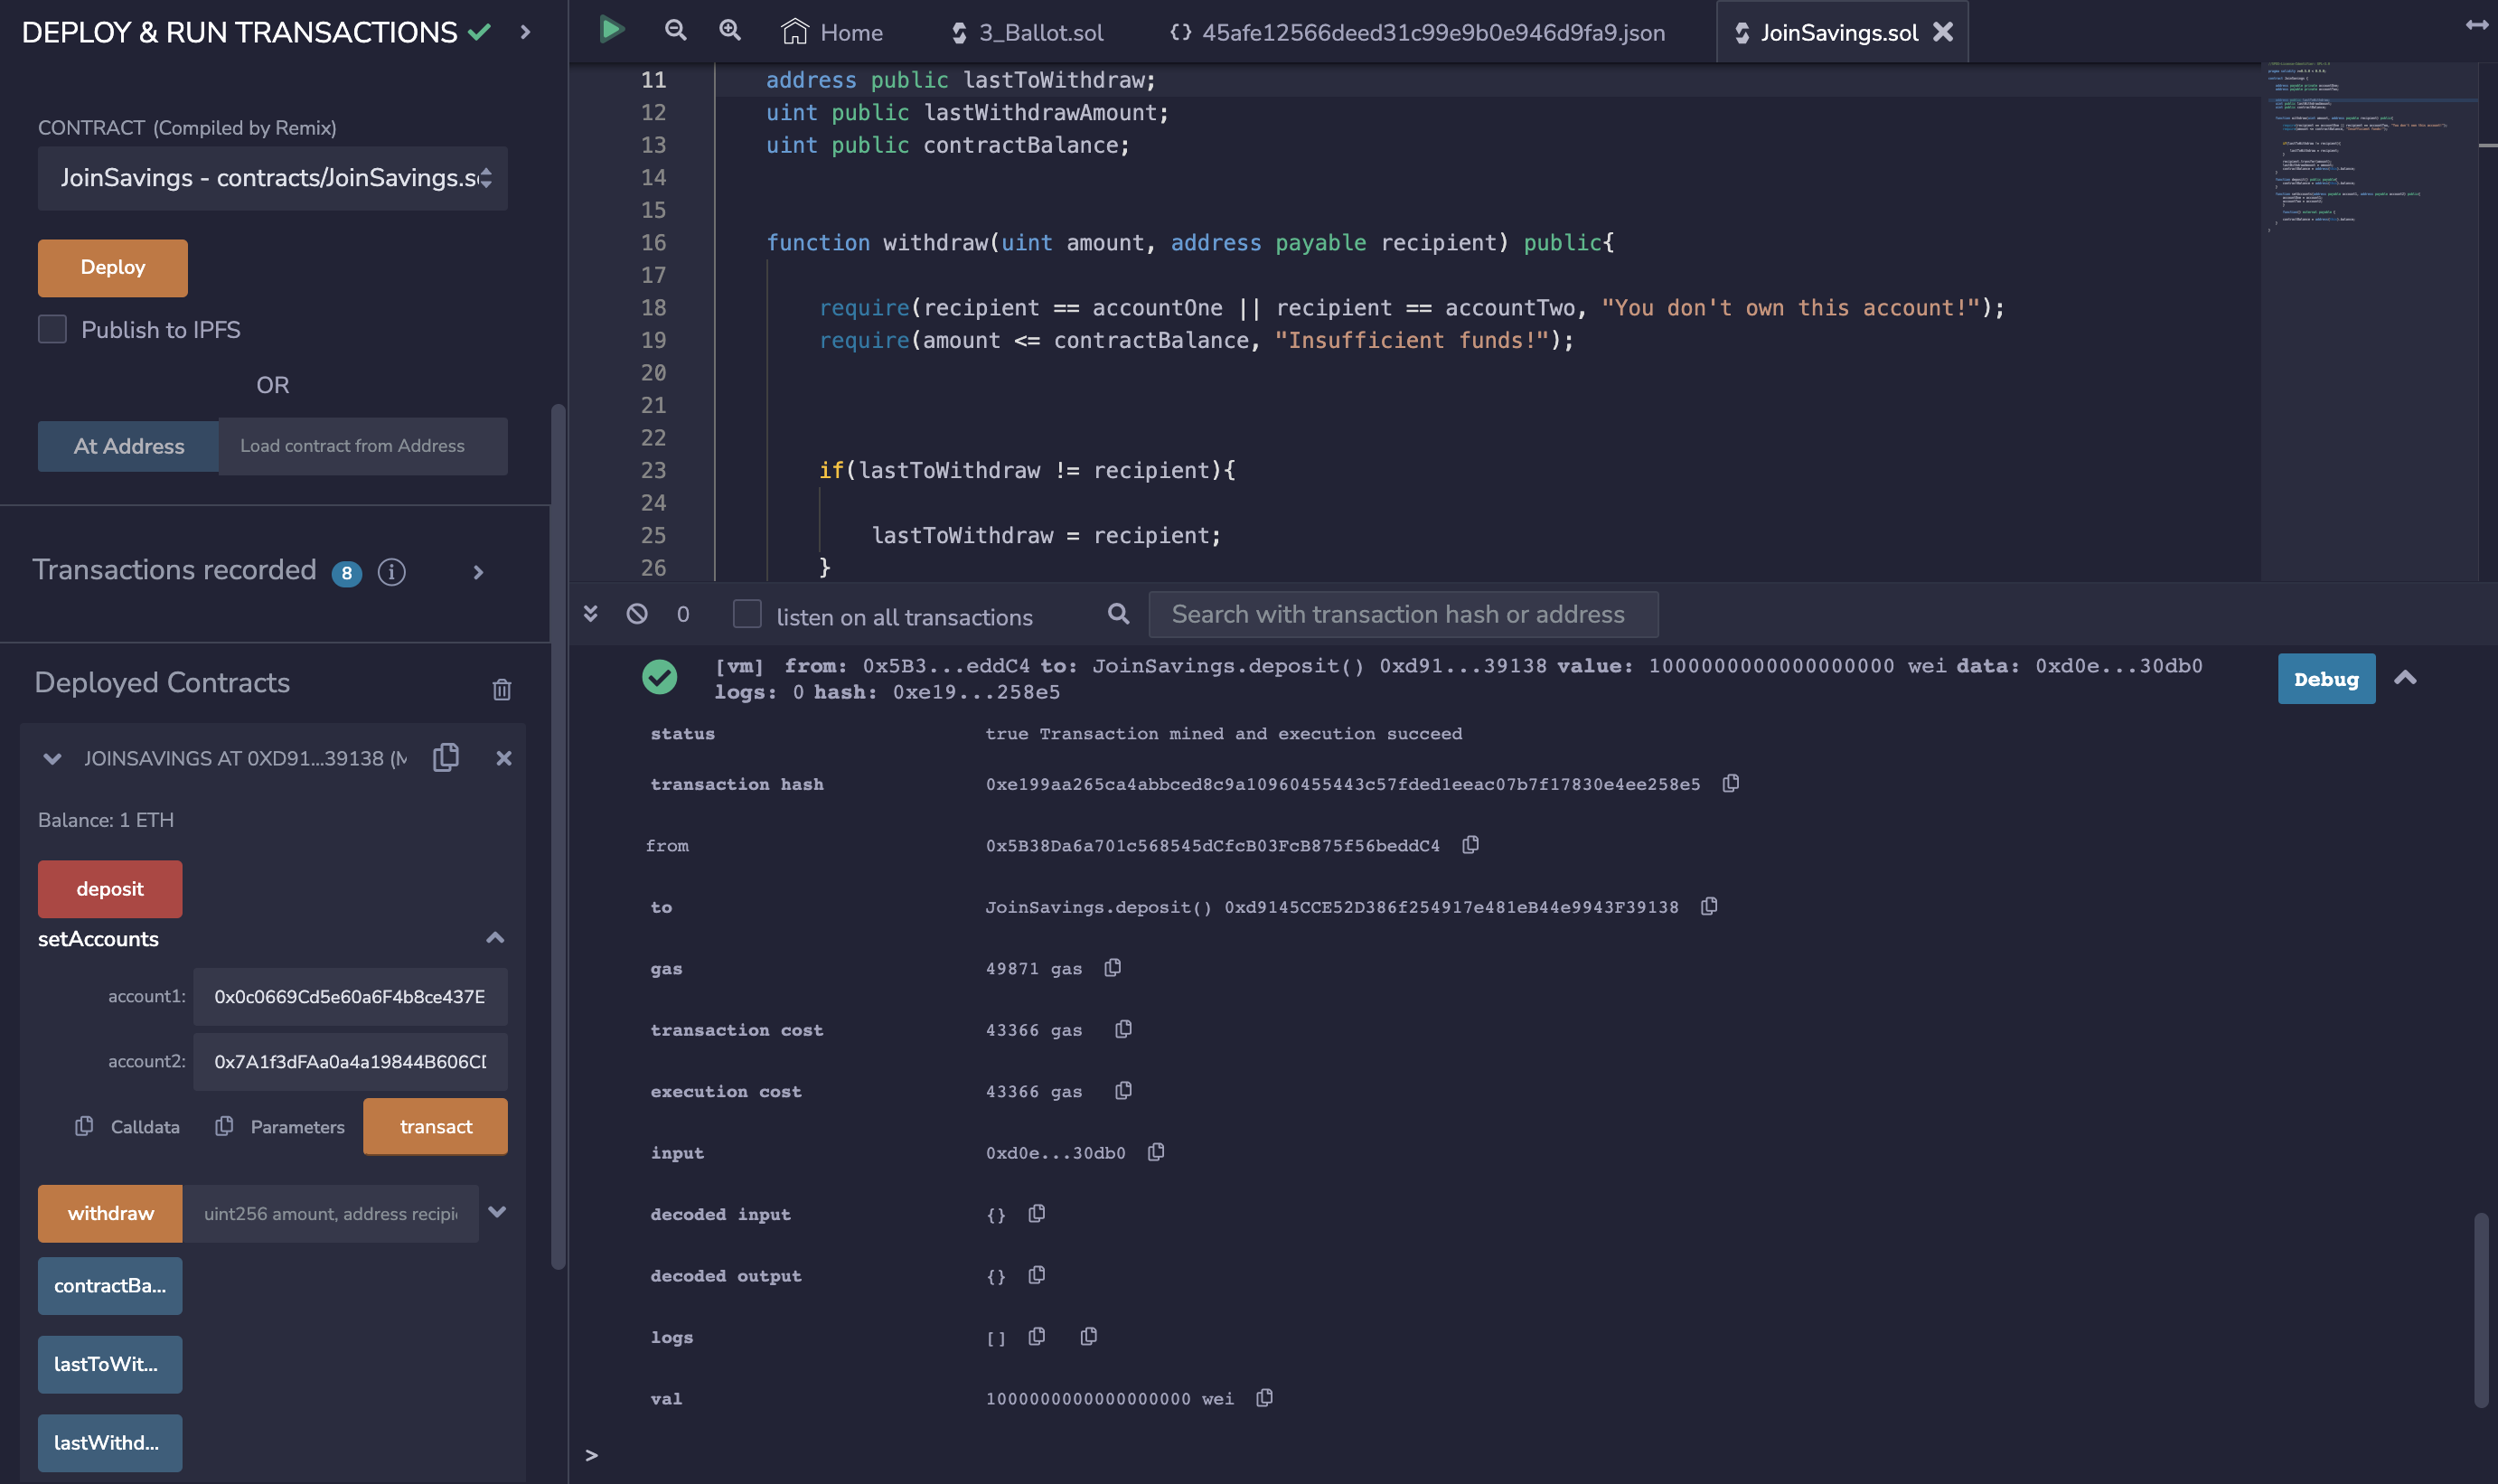 DEPLOY & RUN TRANSACTIONS
CONTRACT (Compiled by Remix)
JoinSavings - contracts/JoinSavings.s
Deploy
Publish to IPFS
OR
At Address
Load contract from Address
Transactions recorded 8
Deployed Contracts
JOINSAVINGS AT 0XD91...39138 (M
Balance: 1 ETH
deposit
setAccounts
account1: 0x0c0669Cd5e60a6F4b8ce437E
account2: 0x7A1f3dFAa0a4a19844B606CD
Calldata Parameters transact
withdraw uint256 amount, address recipi
contractBa...
lastToWit...
lastWithd...
Home 3_Ballot.sol {} 45afe12566deed31c99e9b0e946d9fa9.json JoinSavings.sol
11 address public lastToWithdraw;
12 uint public lastWithdrawAmount;
13 uint public contractBalance;
14
15
16 function withdraw(uint amount, address payable recipient) public{
17
18 require(recipient == accountOne || recipient == accountTwo, "You don't own this account!");
19 require(amount <= contractBalance, "Insufficient funds!");
20
21
22
23 if(lastToWithdraw != recipient){
24
25 lastToWithdraw = recipient;
26 }
0 listen on all transactions Search with transaction hash or address
[vm] from: 0x5B3...eddC4 to: JoinSavings.deposit() 0xd91...39138 value: 1000000000000000000 wei data: 0xd0e...30db0
logs: 0 hash: 0xe19...258e5
Debug
status true Transaction mined and execution succeed
transaction hash 0xe199aa265ca4abbced8c9a10960455443c57fded1eeac07b7f17830e4ee258e5
from 0x5B38Da6a701c568545dCfcB03FcB875f56beddC4
to JoinSavings.deposit() 0xd9145CCE52D386f254917e481eB44e9943F39138
gas 49871 gas
transaction cost 43366 gas
execution cost 43366 gas
input 0xd0e...30db0
decoded input {}
decoded output {}
logs []
val 1000000000000000000 wei
>